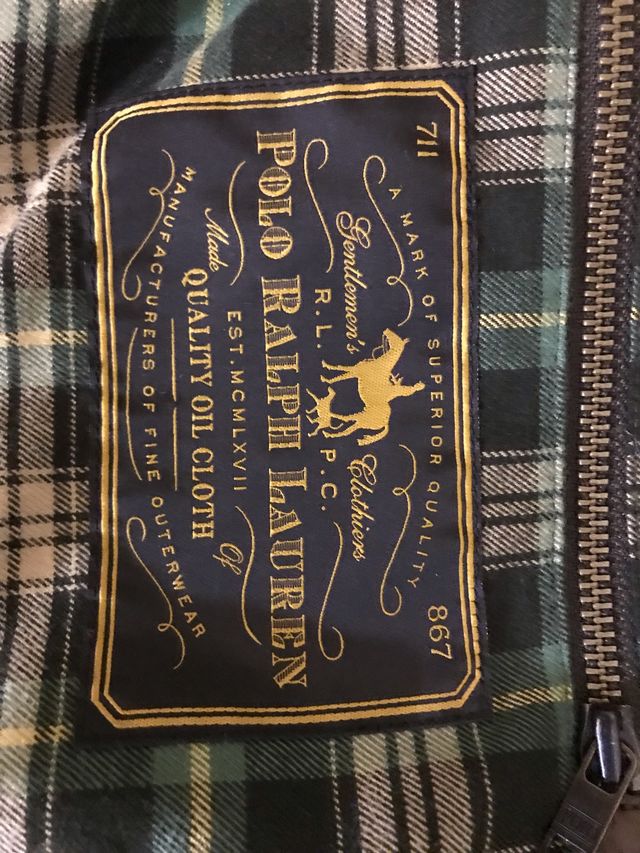 A MARK OF SUPERIOR QUALITY
711 867
Gentlemen's Clothiers
R.L. P.C.
POLO RALPH LAUREN
EST. MCMLXVII
Made Of
QUALITY OIL CLOTH
MANUFACTURERS OF FINE OUTERWEAR